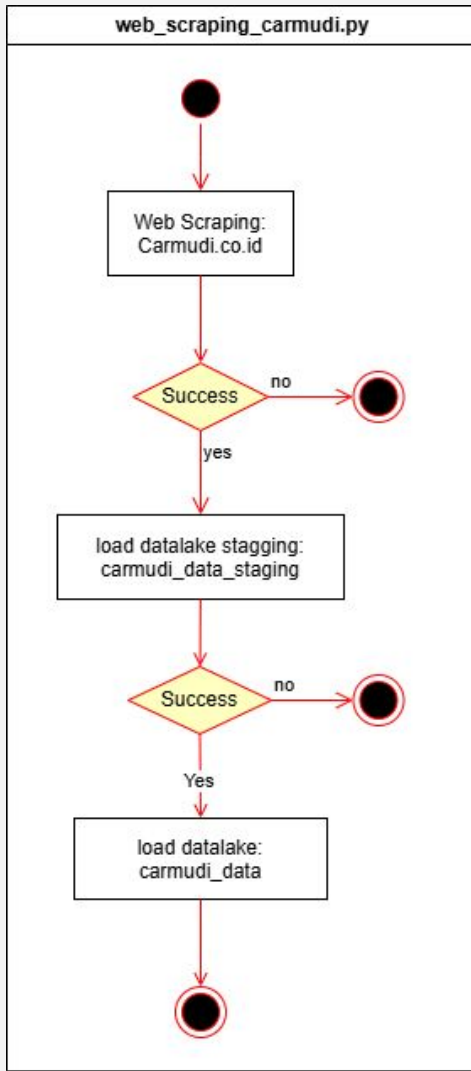 web_scraping_carmudi.py
Web Scraping:
Carmudi.co.id
Success
no
yes
load datalake stagging:
carmudi_data_staging
Success
no
Yes
load datalake:
carmudi_data